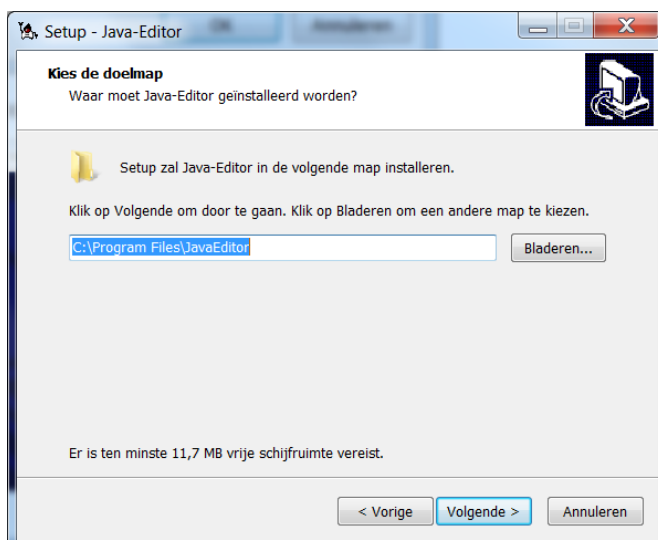 Setup - Java-Editor
Kies de doelmap
Waar moet Java-Editor geïnstalleerd worden?
Setup zal Java-Editor in de volgende map installeren.
Klik op Volgende om door te gaan. Klik op Bladeren om een andere map te kiezen.
C:\Program Files\JavaEditor
Bladeren...
Er is ten minste 11,7 MB vrije schijfruimte vereist.
< Vorige
Volgende >
Annuleren